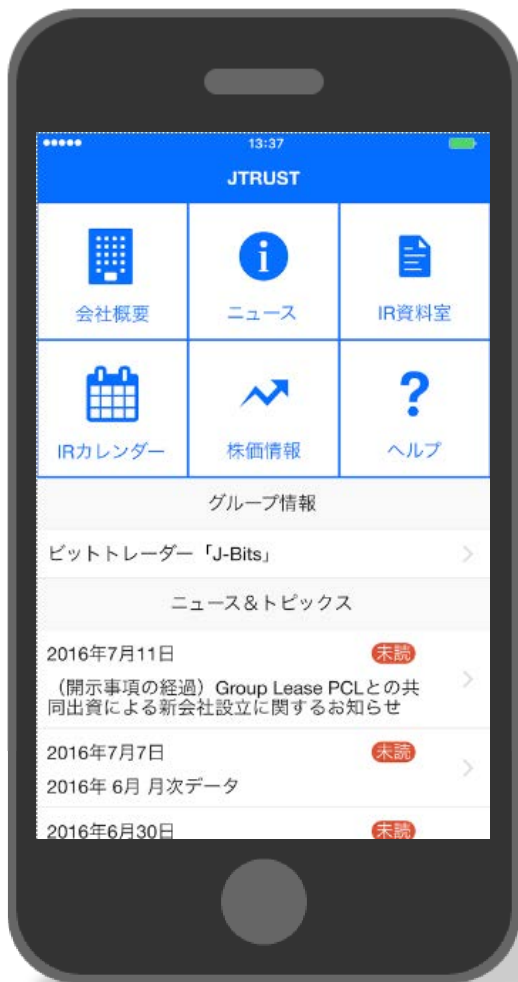 13:37
JTRUST
会社概要
ニュース
IR資料室
IRカレンダー
株価情報
ヘルプ
グループ情報
ビットトレーダー「J-Bits」
ニュース&トピックス
2016年7月11日
未読
（開示事項の経過）Group Lease PCLとの共
同出資による新会社設立に関するお知らせ
2016年7月7日
未読
2016年 6月 月次データ
2016年6月30日
未読